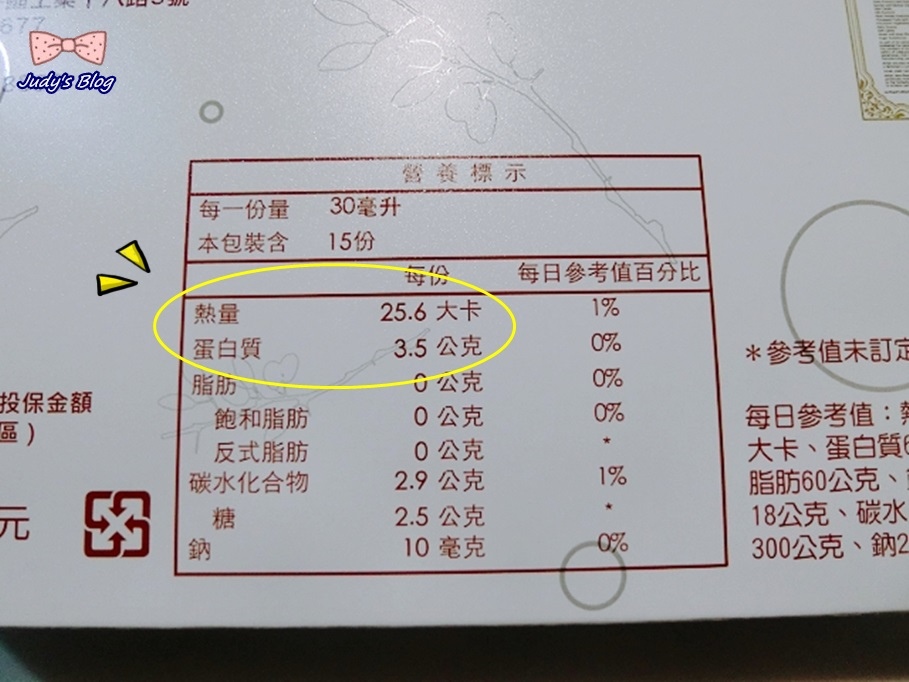 677
Judy's Blog
營養標示
每一份量 30毫升
本包裝含 15份
每份 每日參考值百分比
熱量 25.6 大卡 1%
蛋白質 3.5 公克 0%
脂肪 0 公克 0%
飽和脂肪 0 公克 0%
反式脂肪 0 公克 *
碳水化合物 2.9 公克 1%
糖 2.5 公克 *
鈉 10 毫克 0%
投保金額
區)
元
*參考值未訂定
每日參考值:熱
大卡、蛋白質6
脂肪60公克、
18公克、碳水
300公克、鈉2